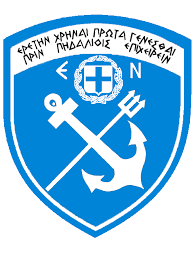 ΕΡΕΤΗΝ ΧΡΗΝΑΙ ΠΡΩΤΑ ΓΕΝΕΣΘΑΙ
ΠΡΙΝ ΠΗΔΑΛΙΟΙΣ ΕΠΙΧΕΙΡΕΙΝ
Ε Ν